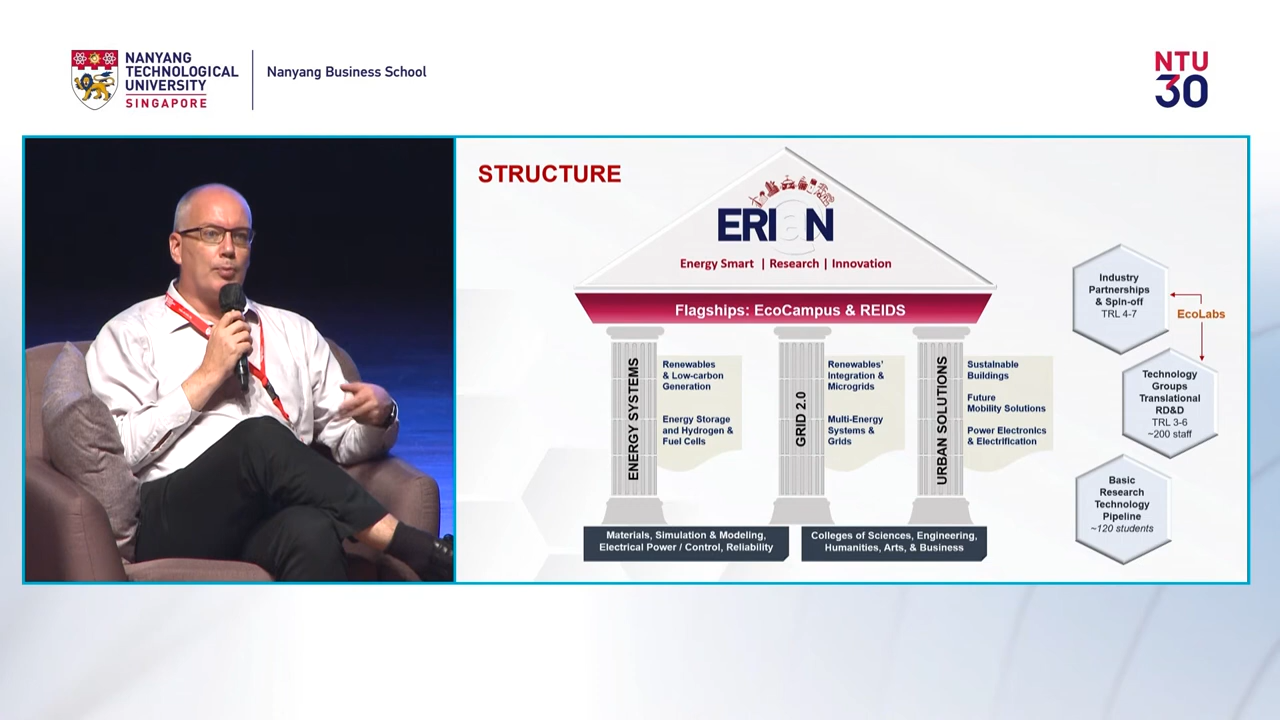 NANYANG
TECHNOLOGICAL
UNIVERSITY
SINGAPORE
Nanyang Business School
NTU
30
STRUCTURE
ERI@N
Energy Smart | Research | Innovation
Flagships: EcoCampus & REIDS
ENERGY SYSTEMS
Renewables
& Low-carbon
Generation
Energy Storage
and Hydrogen &
Fuel Cells
GRID 2.0
Renewables'
Integration &
Microgrids
Multi-Energy
Systems &
Grids
URBAN SOLUTIONS
Sustainable
Buildings
Future
Mobility Solutions
Power Electronics
& Electrification
Materials, Simulation & Modeling,
Electrical Power / Control, Reliability
Colleges of Sciences, Engineering,
Humanities, Arts, & Business
Industry
Partnerships
& Spin-off
TRL 4-7
EcoLabs
Technology
Groups
Translational
RD&D
TRL 3-6
~200 staff
Basic
Research
Technology
Pipeline
~120 students